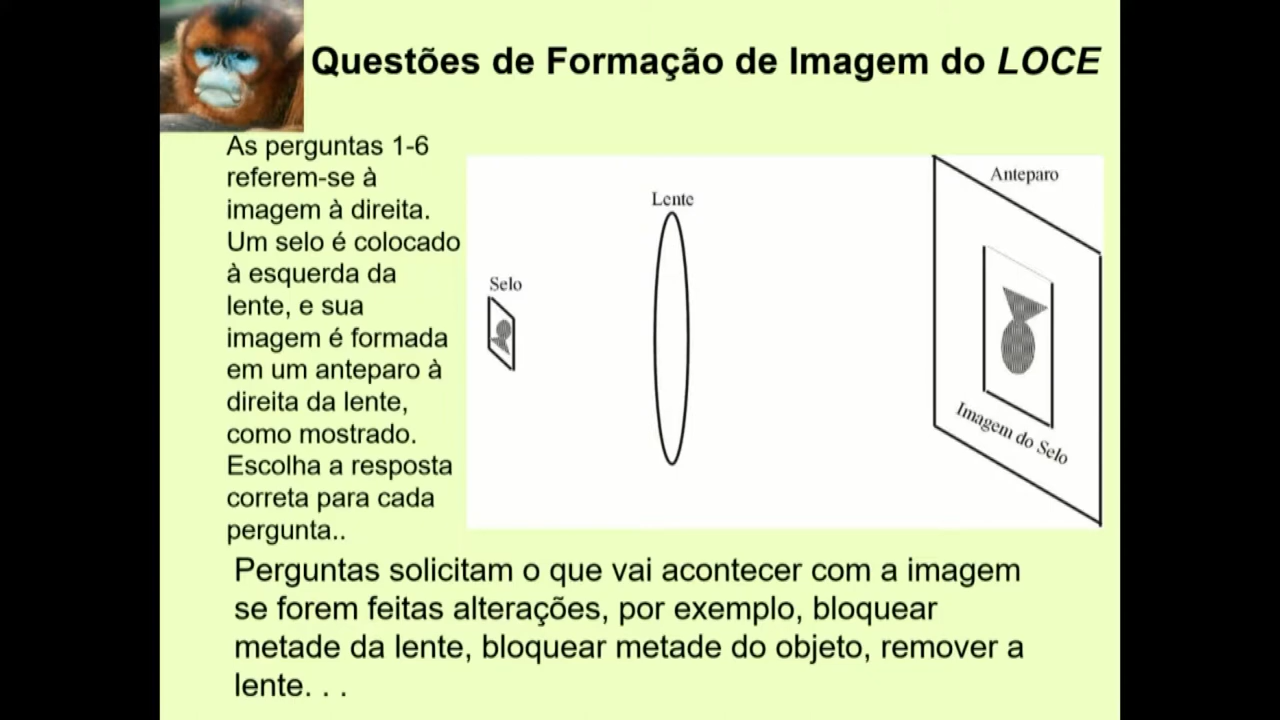 Questões de Formação de Imagem do LOCE
As perguntas 1-6
referem-se à
imagem à direita.
Um selo é colocado
à esquerda da
lente, e sua
imagem é formada
em um anteparo à
direita da lente,
como mostrado.
Escolha a resposta
correta para cada
pergunta..
Selo
Lente
Anteparo
Imagem do Selo
Perguntas solicitam o que vai acontecer com a imagem
se forem feitas alterações, por exemplo, bloquear
metade da lente, bloquear metade do objeto, remover a
lente. . .